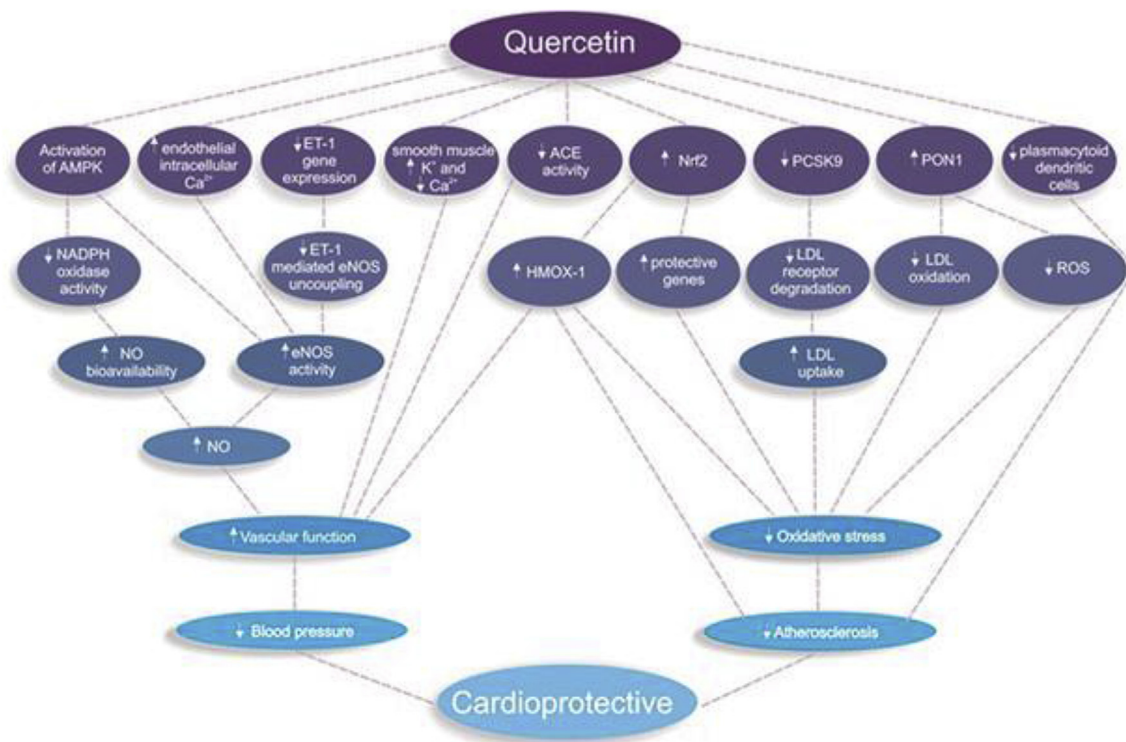 Quercetin
Activation
of AMPK
↑ endothelial
intracellular
Ca²⁺
↓ ET-1
gene
expression
smooth muscle
↑ K⁺ and
↓ Ca²⁺
↓ ACE
activity
↑ Nrf2
↓ PCSK9
↑ PON1
↓ plasmacytoid
dendritic
cells
↓ NADPH
oxidase
activity
↓ ET-1
mediated eNOS
uncoupling
↑ HMOX-1
↑ protective
genes
↓ LDL
receptor
degradation
↓ LDL
oxidation
↓ ROS
↑ NO
bioavailability
↑ eNOS
activity
↑ LDL
uptake
↑ NO
↑ Vascular function
↓ Oxidative stress
↓ Blood pressure
↓ Atherosclerosis
Cardioprotective